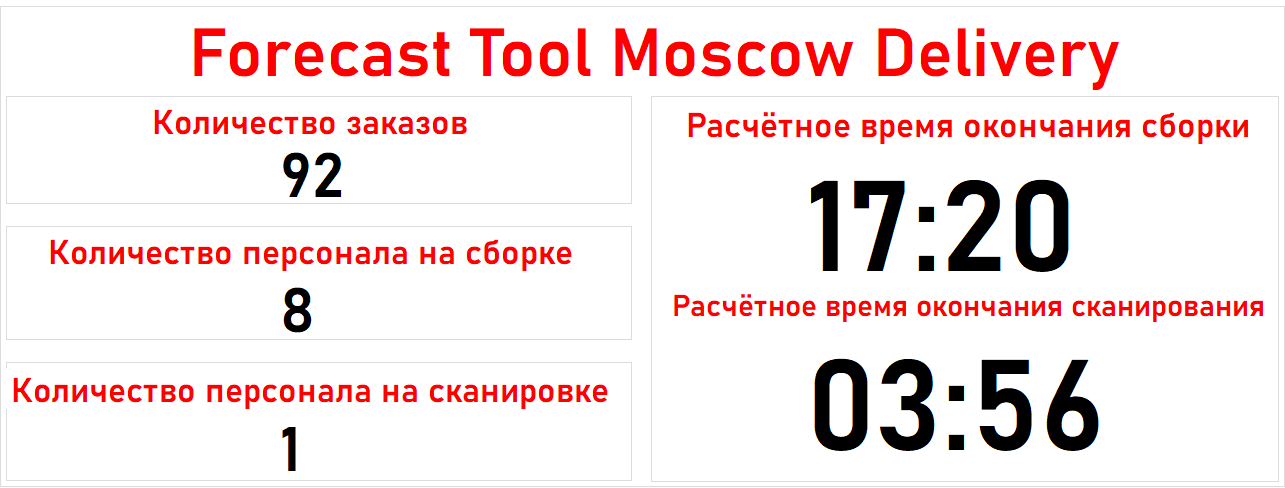 Forecast Tool Moscow Delivery
Количество заказов
92
Количество персонала на сборке
8
Количество персонала на сканировке
1
Расчётное время окончания сборки
17:20
Расчётное время окончания сканирования
03:56